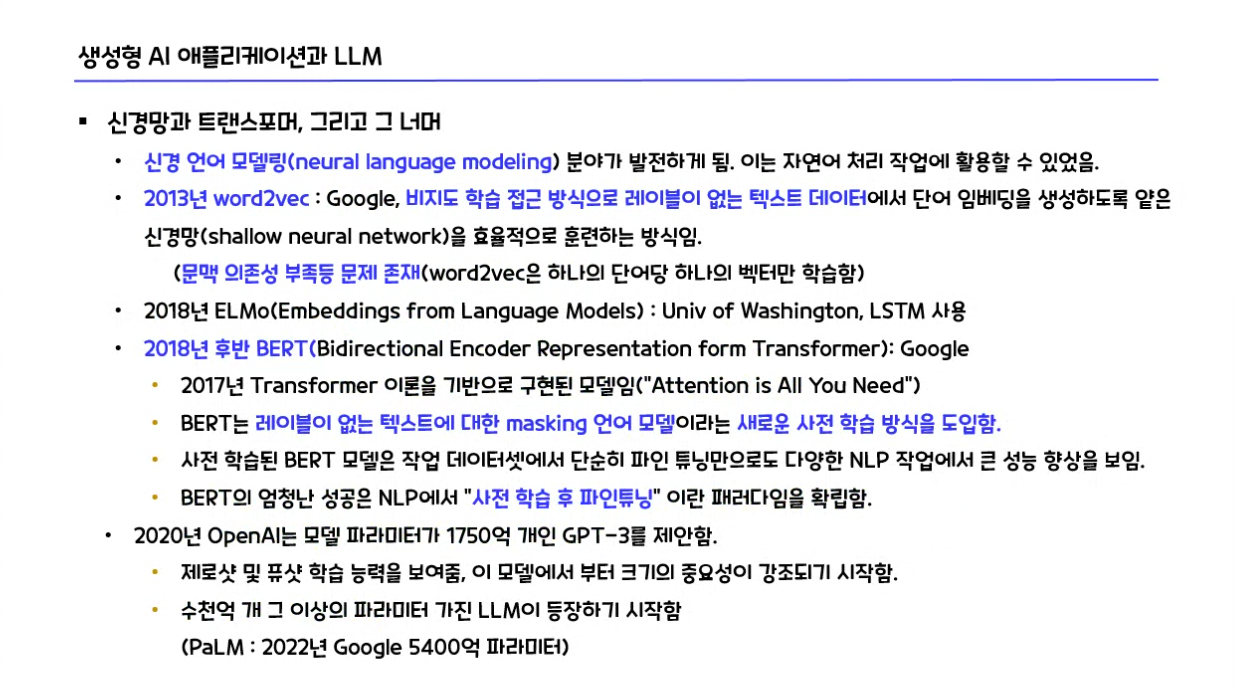 생성형 AI 애플리케이션과 LLM
▪ 신경망과 트랜스포머, 그리고 그 너머
• 신경 언어 모델링(neural language modeling) 분야가 발전하게 됨. 이는 자연어 처리 작업에 활용할 수 있었음.
• 2013년 word2vec : Google, 비지도 학습 접근 방식으로 레이블이 없는 텍스트 데이터에서 단어 임베딩을 생성하도록 얕은
신경망(shallow neural network)을 효율적으로 훈련하는 방식임.
(문맥 의존성 부족등 문제 존재(word2vec은 하나의 단어당 하나의 벡터만 학습함)
• 2018년 ELMo(Embeddings from Language Models) : Univ of Washington, LSTM 사용
• 2018년 후반 BERT(Bidirectional Encoder Representation form Transformer): Google
• 2017년 Transformer 이론을 기반으로 구현된 모델임("Attention is All You Need")
• BERT는 레이블이 없는 텍스트에 대한 masking 언어 모델이라는 새로운 사전 학습 방식을 도입함.
• 사전 학습된 BERT 모델은 작업 데이터셋에서 단순히 파인 튜닝만으로도 다양한 NLP 작업에서 큰 성능 향상을 보임.
• BERT의 엄청난 성공은 NLP에서 "사전 학습 후 파인튜닝" 이란 패러다임을 확립함.
• 2020년 OpenAI는 모델 파라미터가 1750억 개인 GPT-3를 제안함.
• 제로샷 및 퓨샷 학습 능력을 보여줌, 이 모델에서 부터 크기의 중요성이 강조되기 시작함.
• 수천억 개 그 이상의 파라미터 가진 LLM이 등장하기 시작함
(PaLM : 2022년 Google 5400억 파라미터)